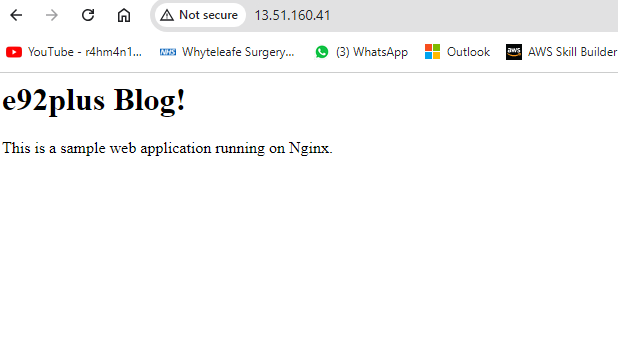 Not secure 13.51.160.41
YouTube - r4hm4n1... NHS Whyteleafe Surgery... (3) WhatsApp Outlook aws AWS Skill Builder
e92plus Blog!
This is a sample web application running on Nginx.